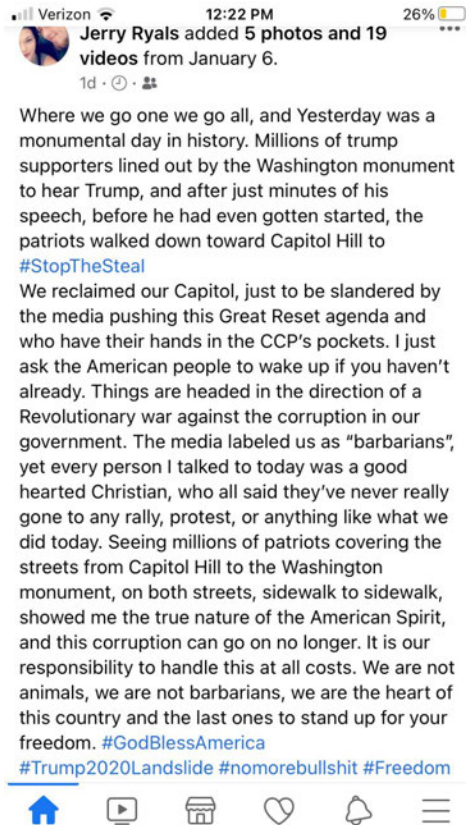 Verizon 12:22 PM 26%
Jerry Ryals added 5 photos and 19
videos from January 6.
1d
Where we go one we go all, and Yesterday was a
monumental day in history. Millions of trump
supporters lined out by the Washington monument
to hear Trump, and after just minutes of his
speech, before he had even gotten started, the
patriots walked down toward Capitol Hill to
#StopTheSteal
We reclaimed our Capitol, just to be slandered by
the media pushing this Great Reset agenda and
who have their hands in the CCP's pockets. I just
ask the American people to wake up if you haven't
already. Things are headed in the direction of a
Revolutionary war against the corruption in our
government. The media labeled us as “barbarians”,
yet every person I talked to today was a good
hearted Christian, who all said they've never really
gone to any rally, protest, or anything like what we
did today. Seeing millions of patriots covering the
streets from Capitol Hill to the Washington
monument, on both streets, sidewalk to sidewalk,
showed me the true nature of the American Spirit,
and this corruption can go on no longer. It is our
responsibility to handle this at all costs. We are not
animals, we are not barbarians, we are the heart of
this country and the last ones to stand up for your
freedom. #GodBlessAmerica
#Trump2020Landslide #nomorebullshit #Freedom